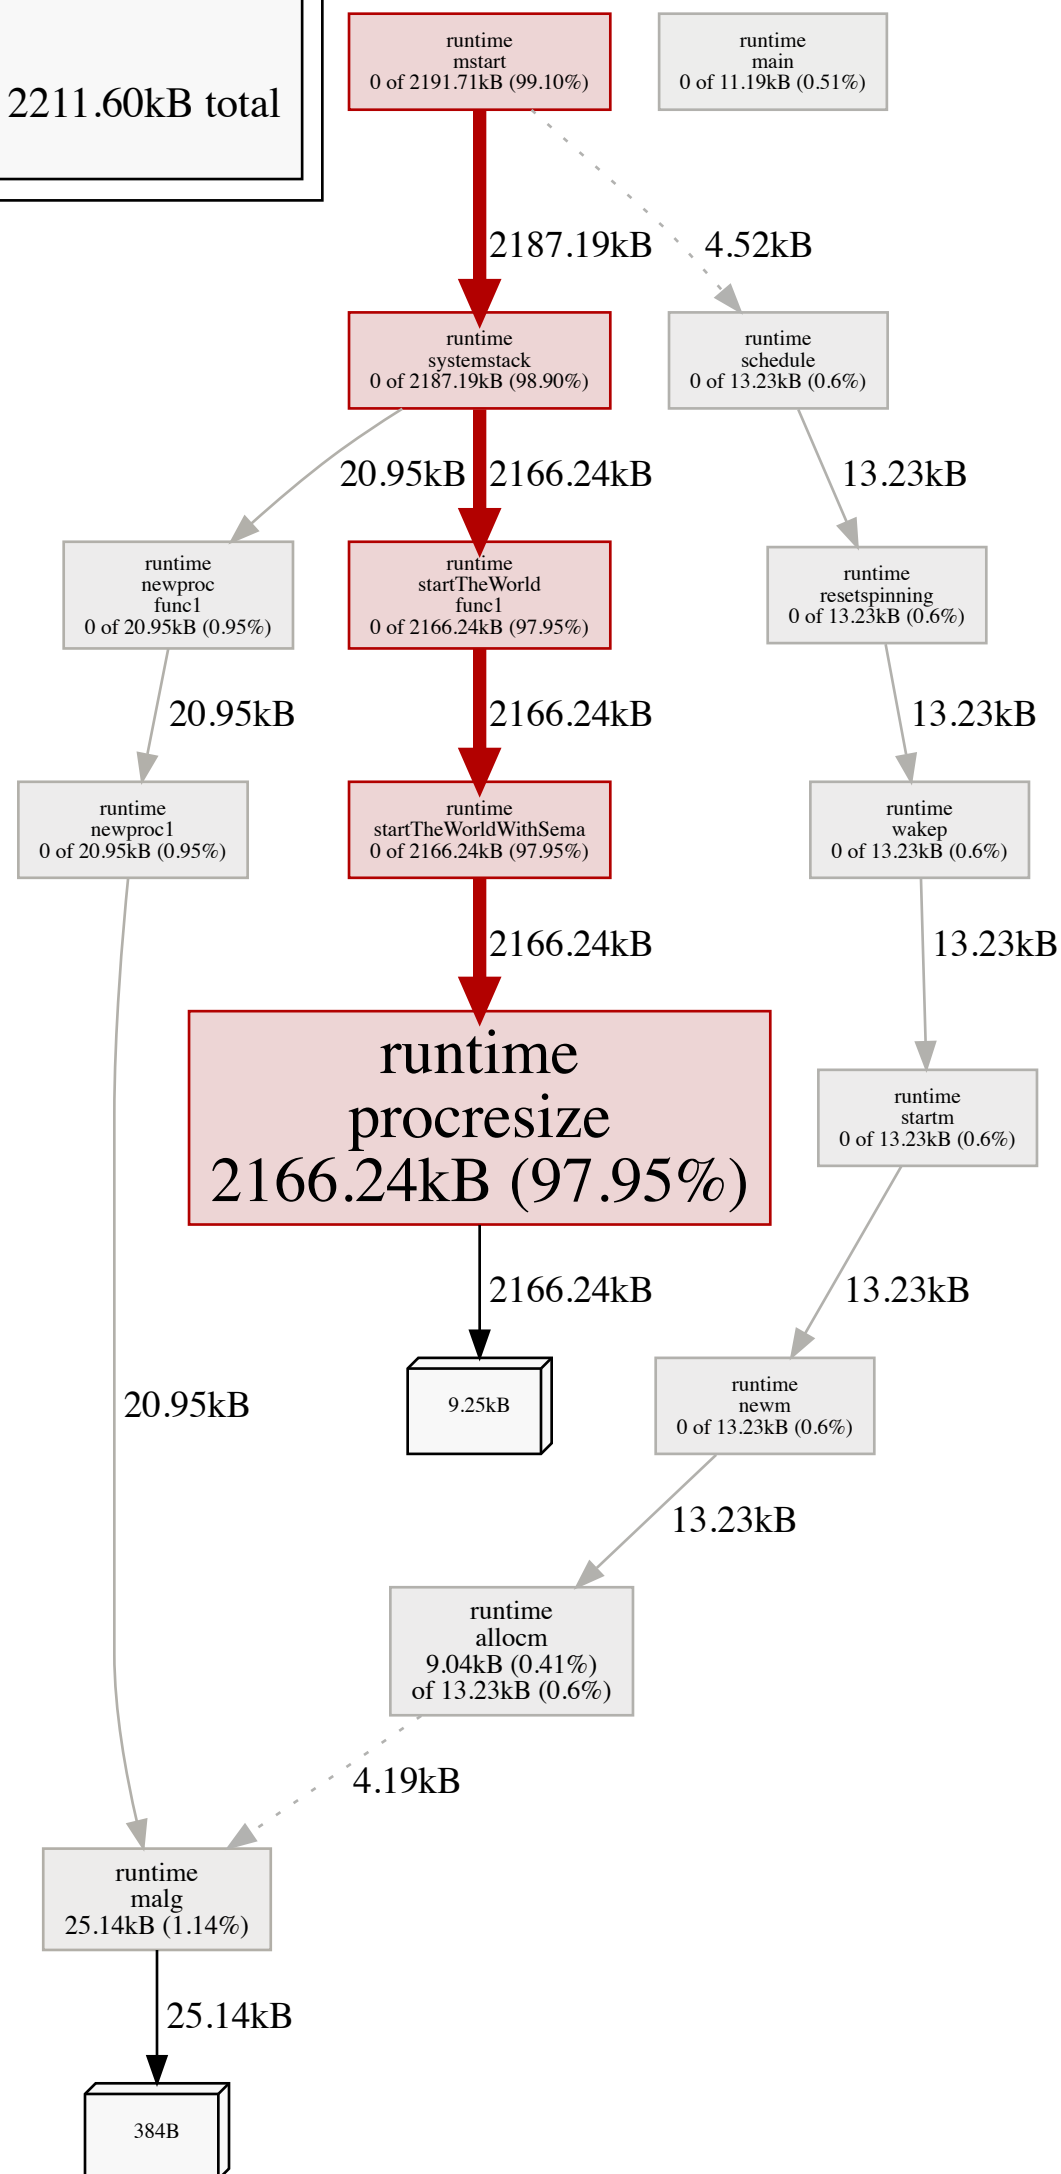 2211.60kB total
runtime
mstart
0 of 2191.71kB (99.10%)
runtime
main
0 of 11.19kB (0.51%)
2187.19kB
4.52kB
runtime
systemstack
0 of 2187.19kB (98.90%)
runtime
schedule
0 of 13.23kB (0.6%)
20.95kB
2166.24kB
13.23kB
runtime
newproc
func1
0 of 20.95kB (0.95%)
runtime
startTheWorld
func1
0 of 2166.24kB (97.95%)
runtime
resetspinning
0 of 13.23kB (0.6%)
20.95kB
2166.24kB
13.23kB
runtime
newproc1
0 of 20.95kB (0.95%)
runtime
startTheWorldWithSema
0 of 2166.24kB (97.95%)
runtime
wakep
0 of 13.23kB (0.6%)
2166.24kB
13.23kB
runtime
procresize
2166.24kB (97.95%)
runtime
startm
0 of 13.23kB (0.6%)
2166.24kB
13.23kB
20.95kB
9.25kB
runtime
newm
0 of 13.23kB (0.6%)
13.23kB
runtime
allocm
9.04kB (0.41%)
of 13.23kB (0.6%)
4.19kB
runtime
malg
25.14kB (1.14%)
25.14kB
384B